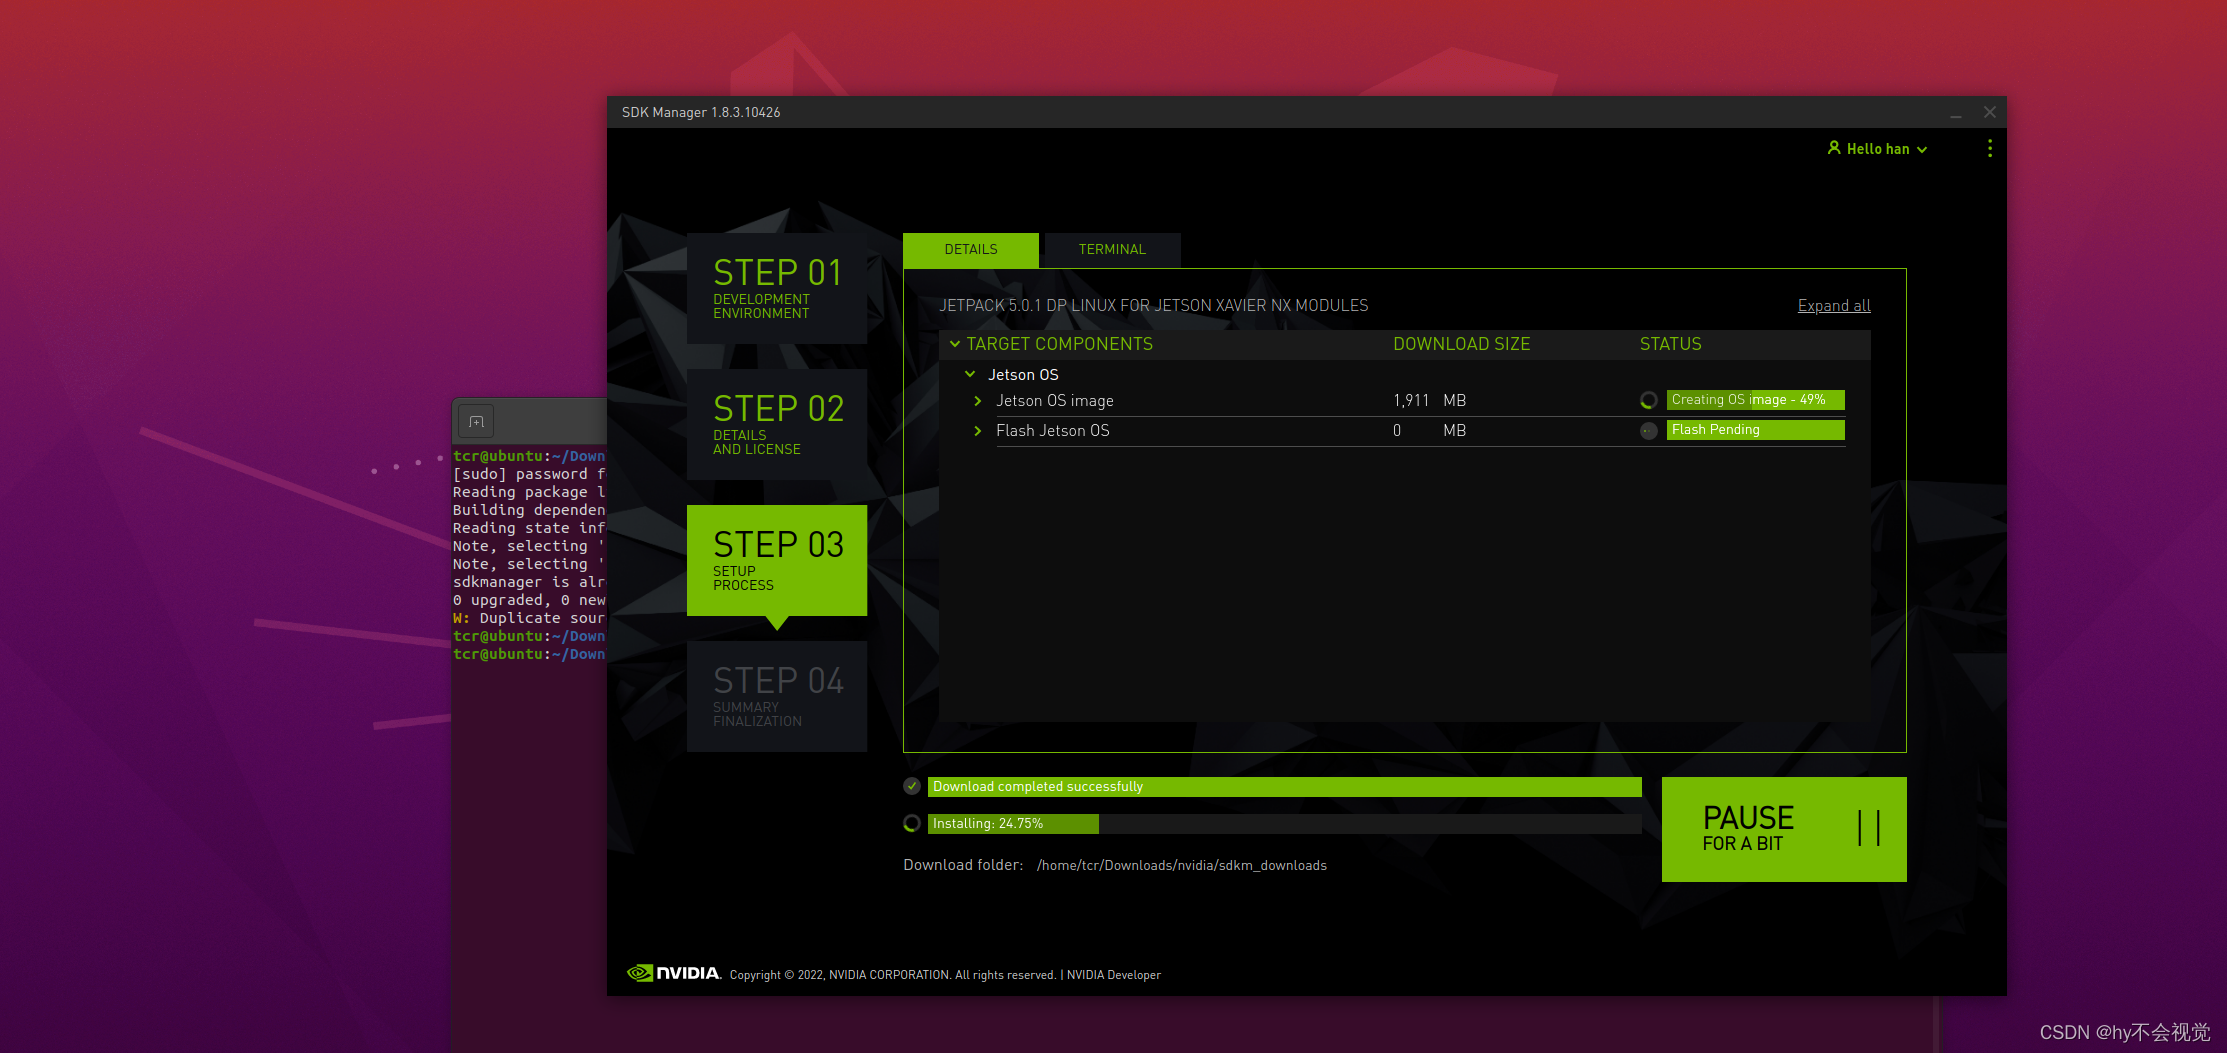 SDK Manager 1.8.3.10426
Hello han
STEP 01
DEVELOPMENT
ENVIRONMENT
STEP 02
DETAILS
AND LICENSE
STEP 03
SETUP
PROCESS
STEP 04
SUMMARY
FINALIZATION
DETAILS TERMINAL
JETPACK 5.0.1 DP LINUX FOR JETSON XAVIER NX MODULES Expand all
TARGET COMPONENTS DOWNLOAD SIZE STATUS
Jetson OS
Jetson OS image 1,911 MB Creating OS image - 49%
Flash Jetson OS 0 MB Flash Pending
Download completed successfully
Installing: 24.75%
Download folder: /home/tcr/Downloads/nvidia/sdkm_downloads
PAUSE
FOR A BIT
NVIDIA. Copyright © 2022, NVIDIA CORPORATION. All rights reserved. | NVIDIA Developer
tcr@ubuntu:~/Down
[sudo] password f
Reading package l
Building dependen
Reading state inf
Note, selecting '
Note, selecting '
sdkmanager is alr
0 upgraded, 0 new
W: Duplicate sour
tcr@ubuntu:~/Down
tcr@ubuntu:~/Down
CSDN @hy不会视觉